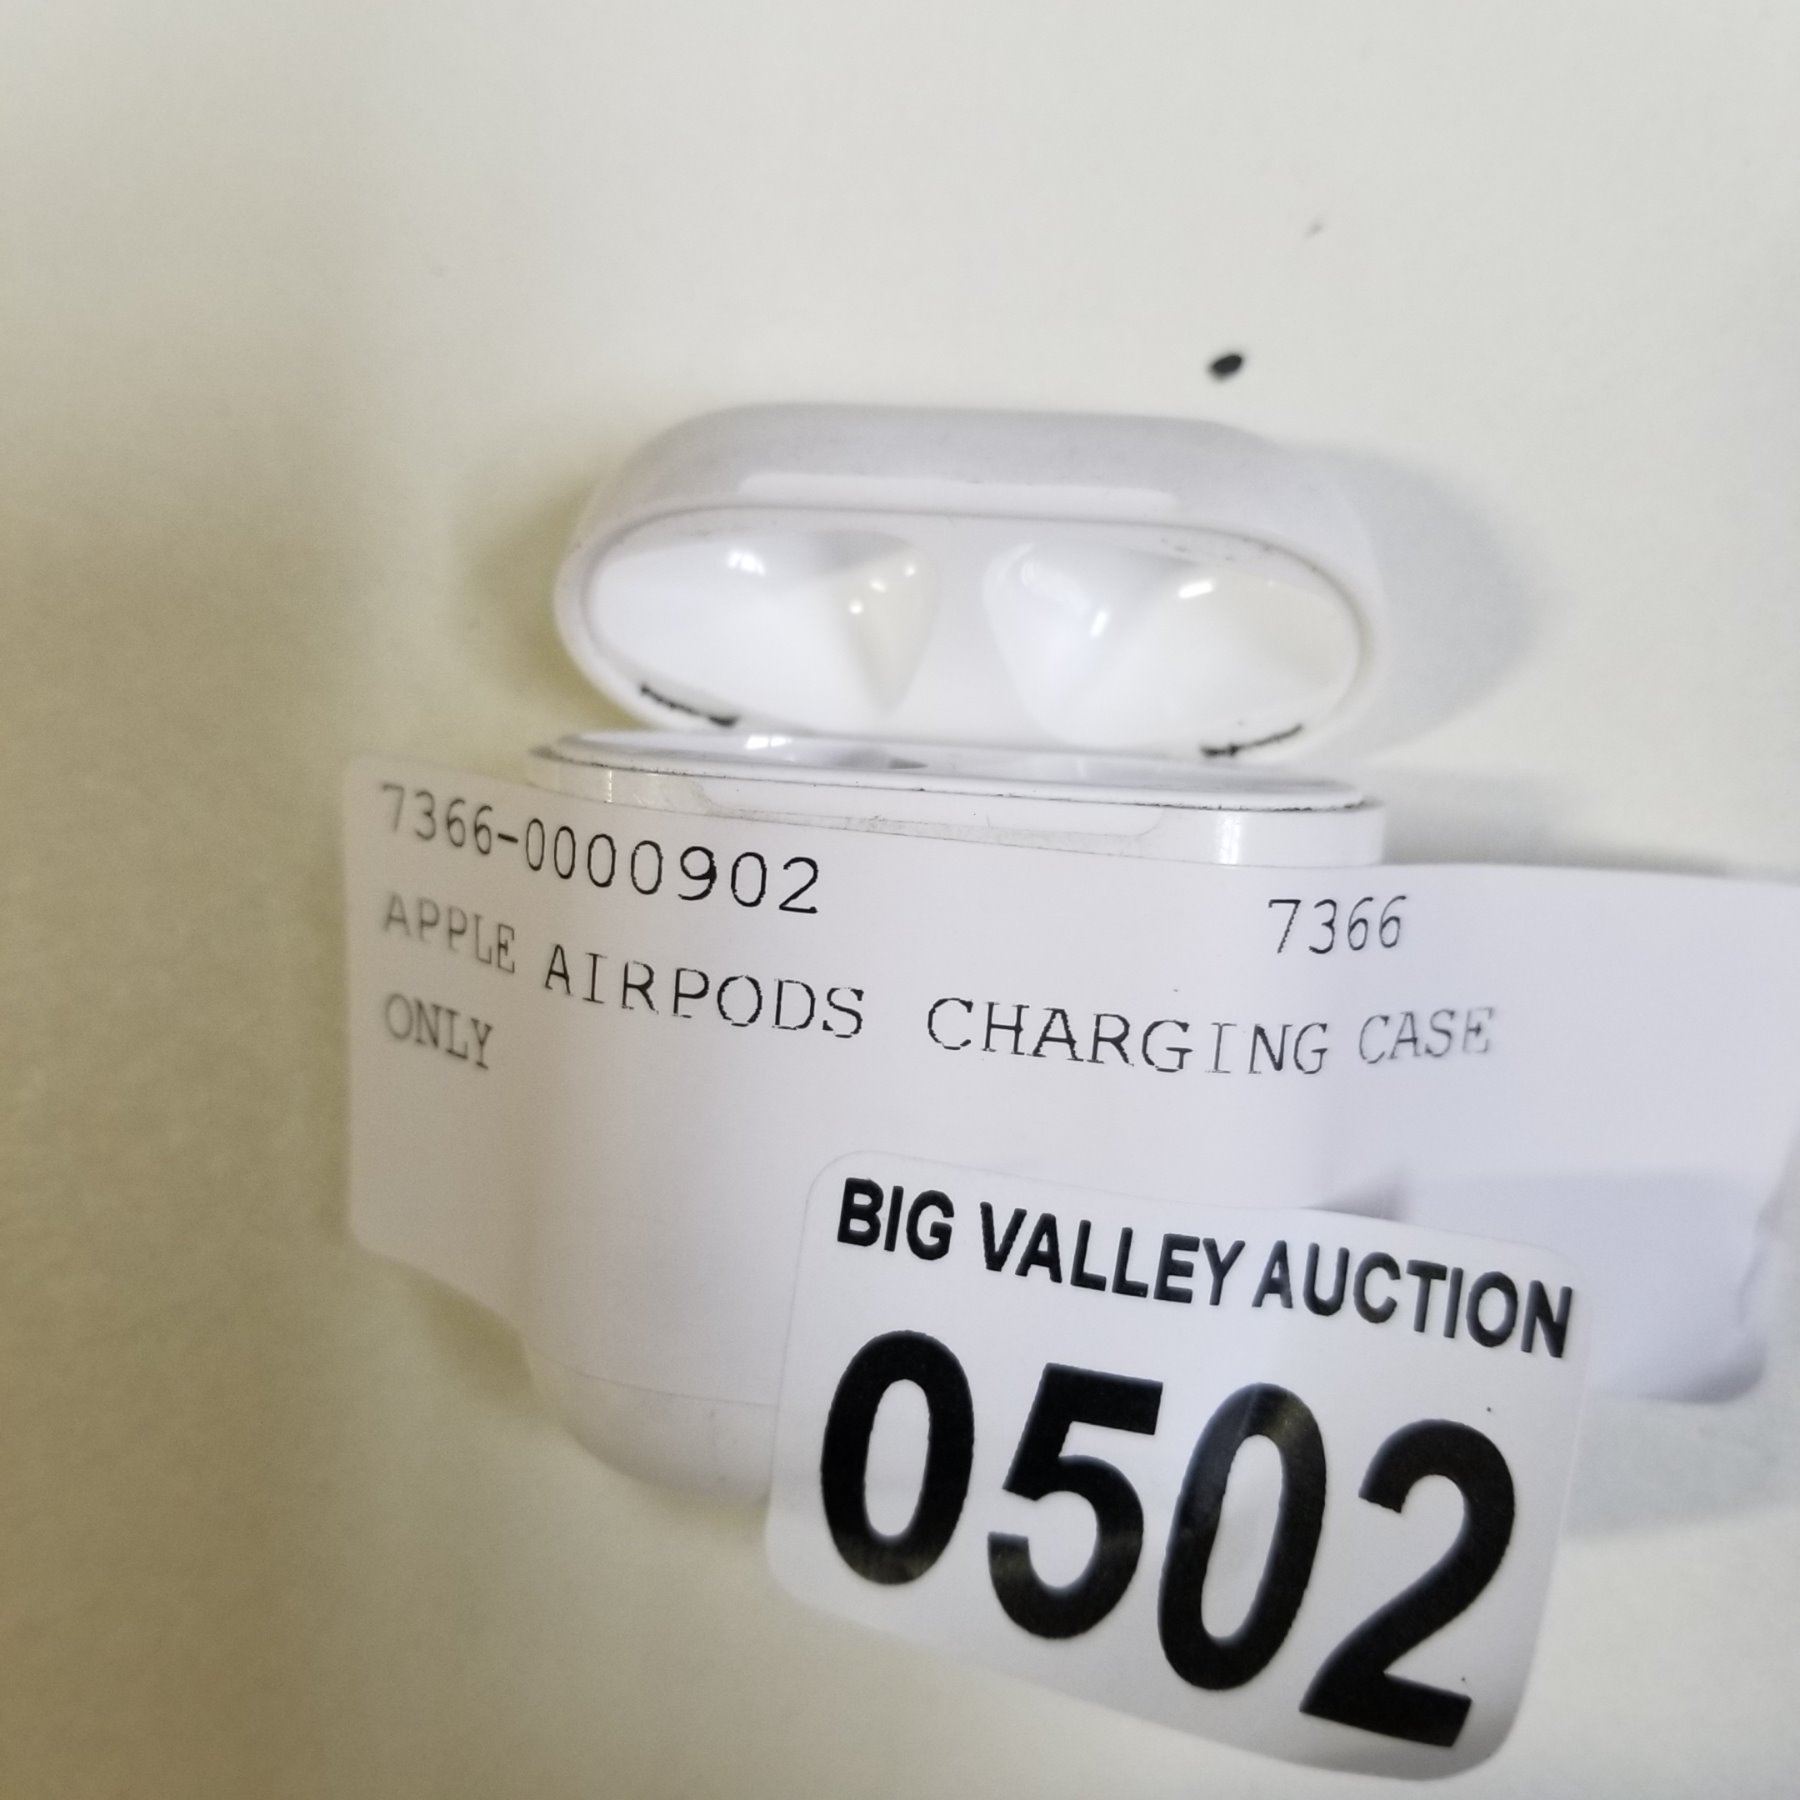 7366-0000902 7366
APPLE AIRPODS CHARGING CASE
ONLY
BIG VALLEY AUCTION
0502